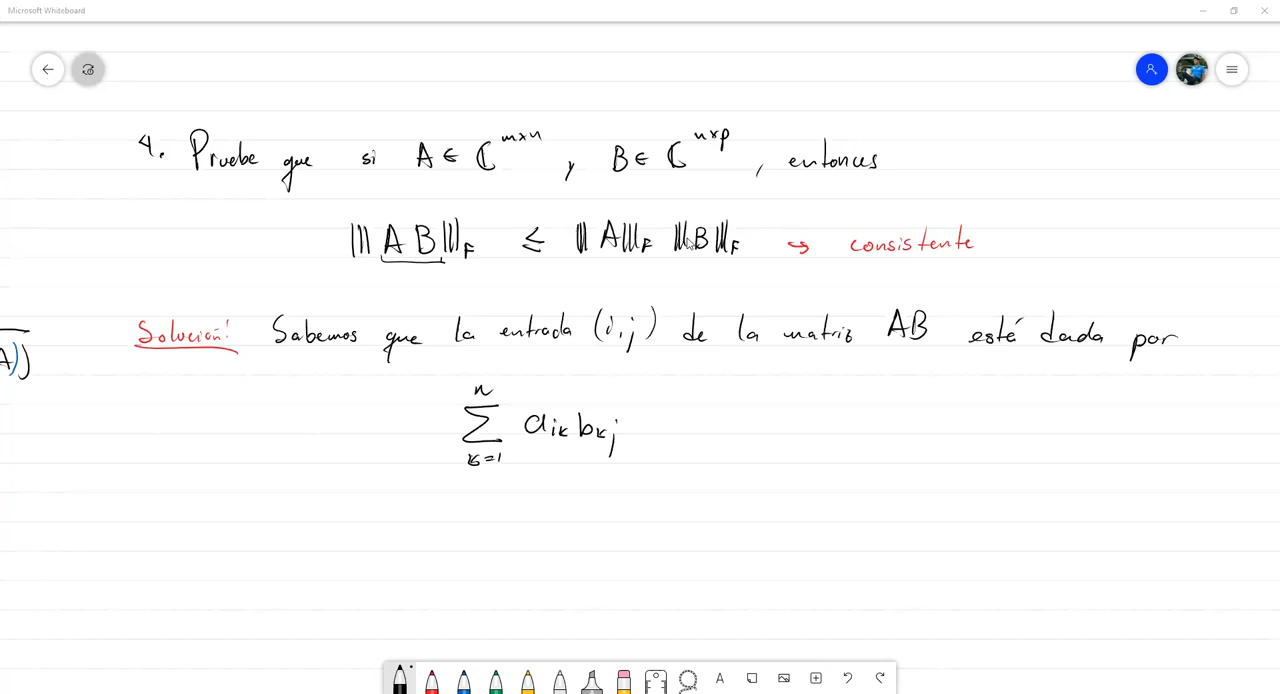 Microsoft Whiteboard
4. Pruebe que si A ∈ ℂ^{m×n} y B ∈ ℂ^{n×p}, entonces
|||AB|||_F ≤ |||A|||_F |||B|||_F → consistente
Solución! Sabemos que la entrada (i,j) de la matriz AB esté dada por
A))
∑_{k=1}^{n} a_{ik} b_{kj}
A